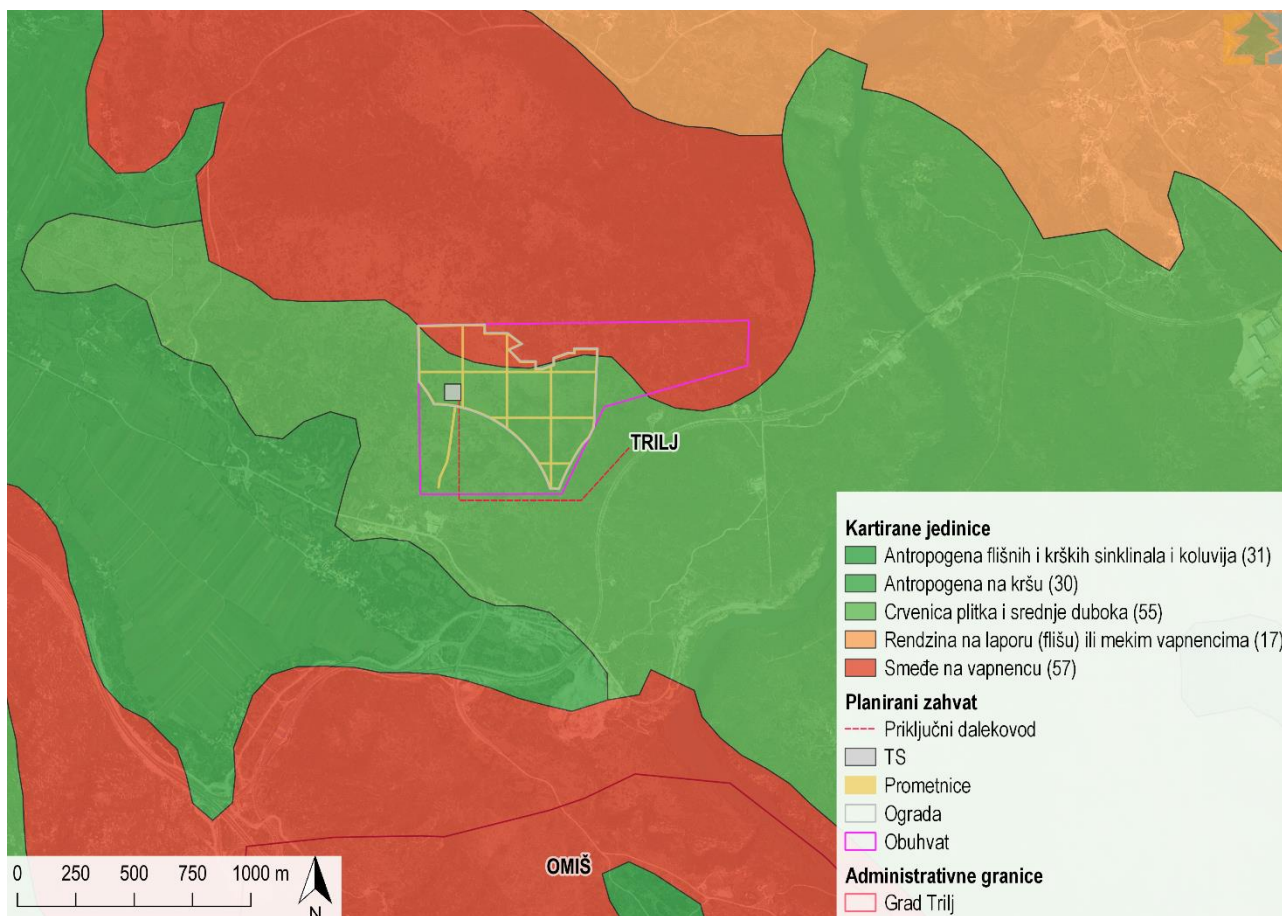 TRILJ
OMIŠ
Kartirane jedinice
Antropogena flišnih i krških sinklinala i koluvija (31)
Antropogena na kršu (30)
Crvenica plitka i srednje duboka (55)
Rendzina na laporu (flišu) ili mekim vapnencima (17)
Smeđe na vapnencu (57)
Planirani zahvat
Priključni dalekovod
TS
Prometnice
Ograda
Obuhvat
Administrativne granice
Grad Trilj
0 250 500 750 1000 m
N